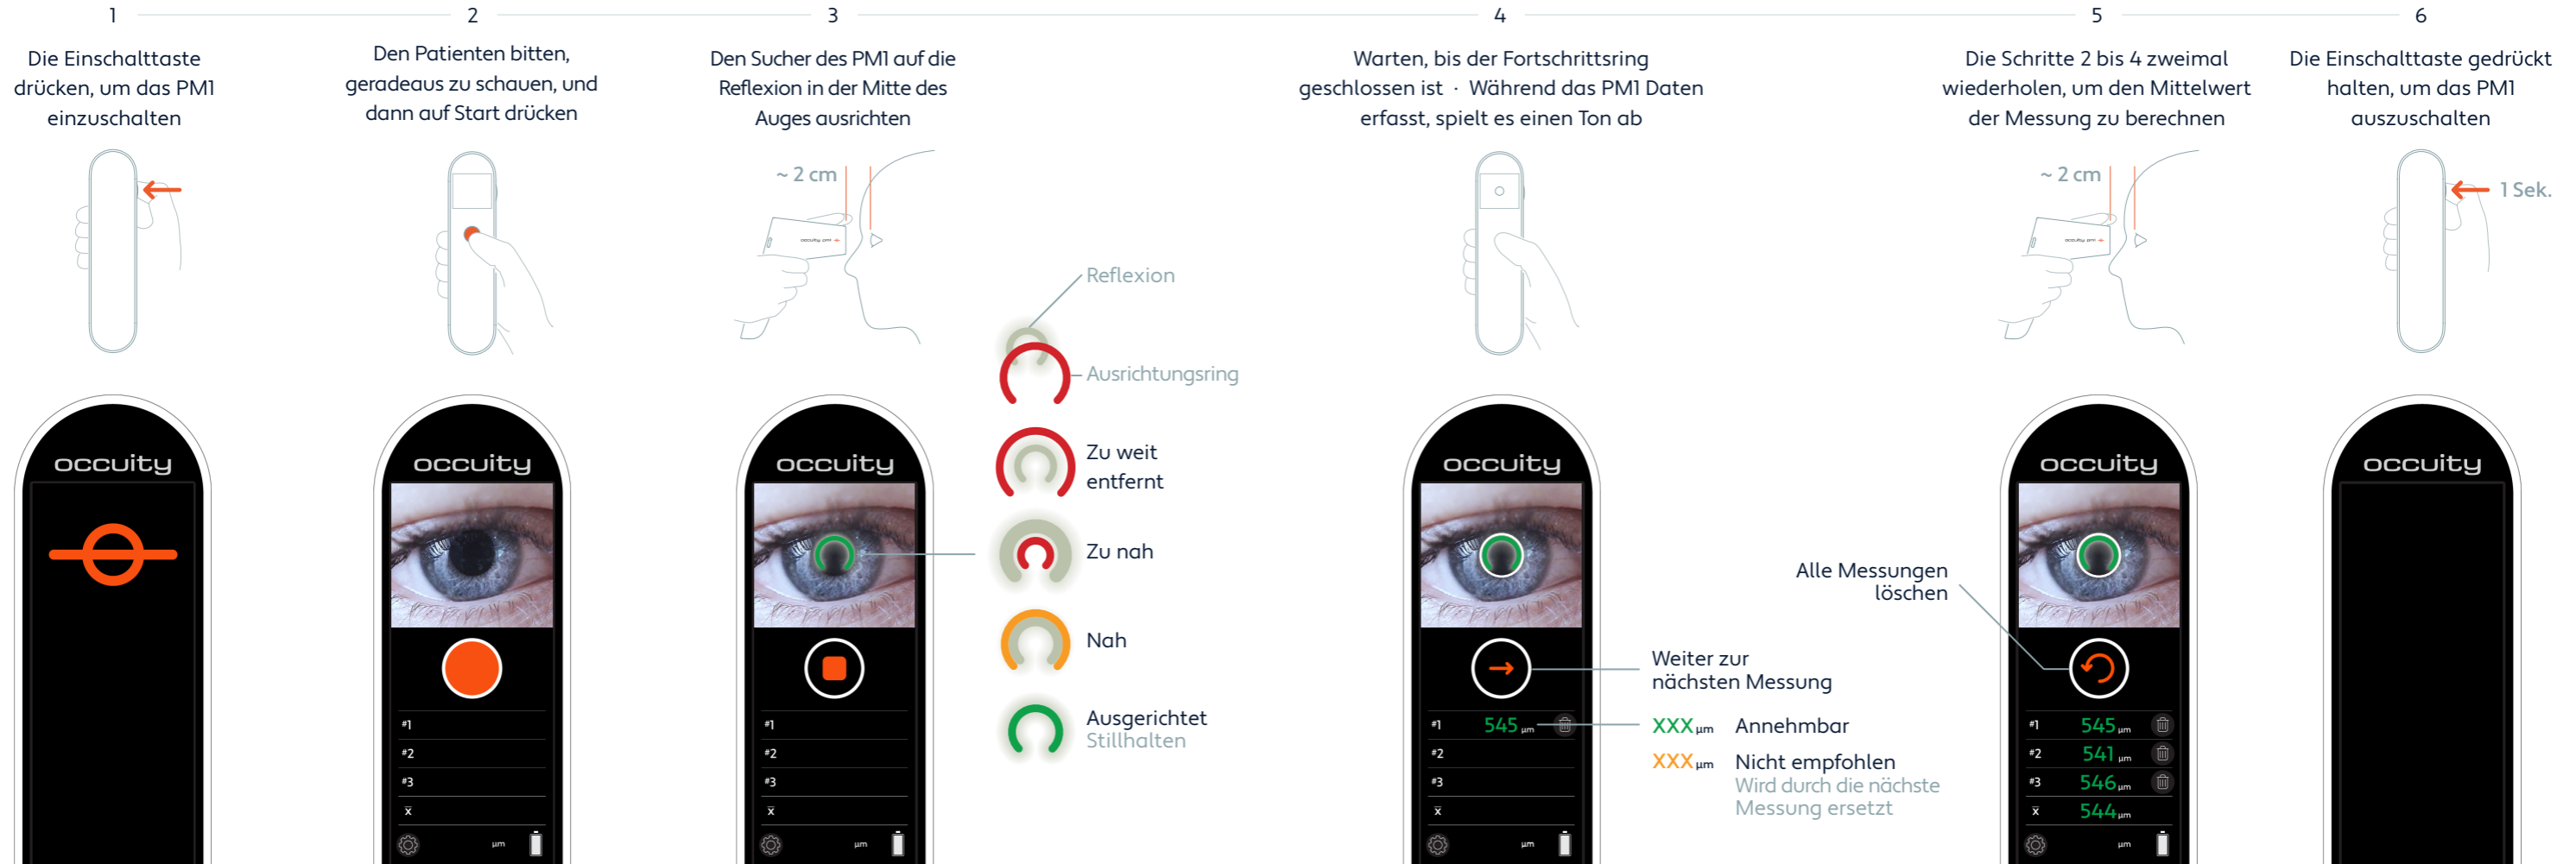 1
Die Einschalttaste
drücken, um das PM1
einzuschalten
occuity
2
Den Patienten bitten,
geradeaus zu schauen, und
dann auf Start drücken
occuity
#1
#2
#3
x̅
µm
3
Den Sucher des PM1 auf die
Reflexion in der Mitte des
Auges ausrichten
~ 2 cm
occuity PM1
occuity
#1
#2
#3
x̅
µm
Reflexion
Ausrichtungsring
Zu weit
entfernt
Zu nah
Nah
Ausgerichtet
Stillhalten
4
Warten, bis der Fortschrittsring
geschlossen ist · Während das PM1 Daten
erfasst, spielt es einen Ton ab
occuity
#1 545 µm
#2
#3
x̅
µm
Weiter zur
nächsten Messung
XXX µm Annehmbar
XXX µm Nicht empfohlen
Wird durch die nächste
Messung ersetzt
5
Die Schritte 2 bis 4 zweimal
wiederholen, um den Mittelwert
der Messung zu berechnen
~ 2 cm
occuity PM1
Alle Messungen
löschen
occuity
#1 545 µm
#2 541 µm
#3 546 µm
x̅ 544 µm
µm
6
Die Einschalttaste gedrückt
halten, um das PM1
auszuschalten
1 Sek.
occuity